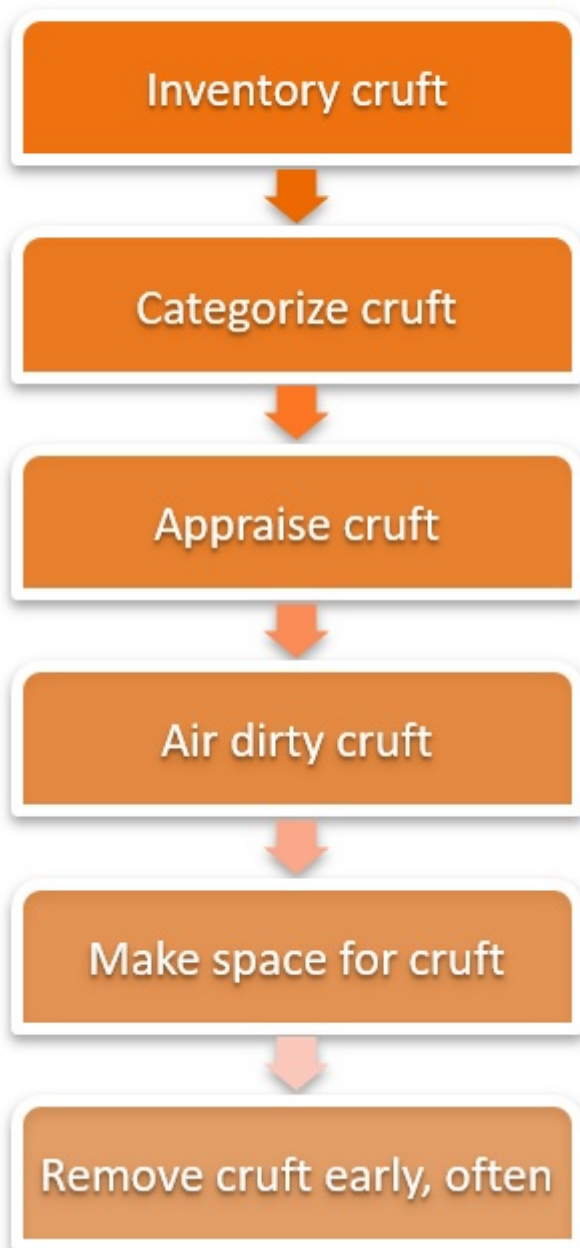 Inventory cruft
Categorize cruft
Appraise cruft
Air dirty cruft
Make space for cruft
Remove cruft early, often